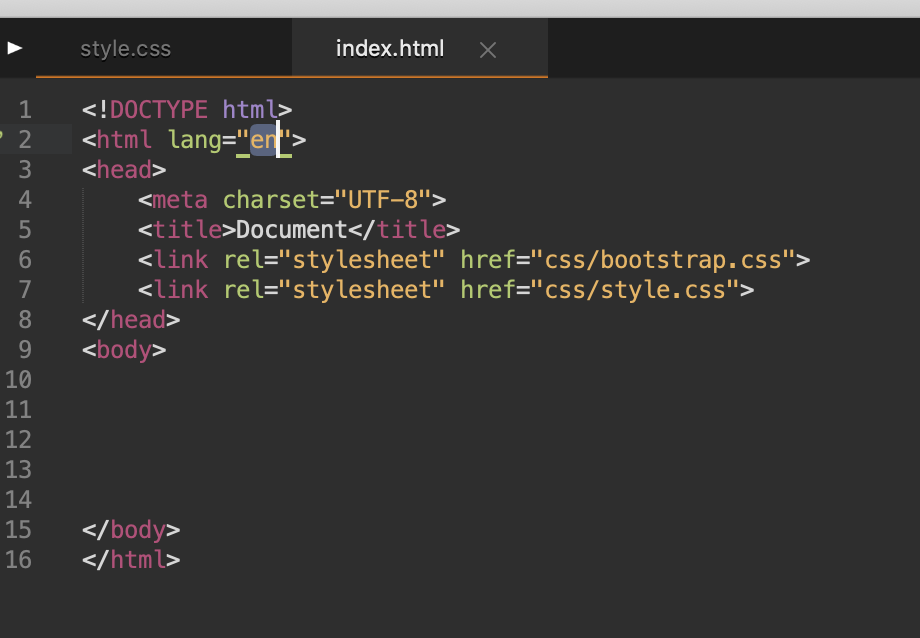 style.css index.html
1 <!DOCTYPE html>
2 <html lang="en">
3 <head>
4     <meta charset="UTF-8">
5     <title>Document</title>
6     <link rel="stylesheet" href="css/bootstrap.css">
7     <link rel="stylesheet" href="css/style.css">
8 </head>
9 <body>
10
11
12
13
14
15 </body>
16 </html>